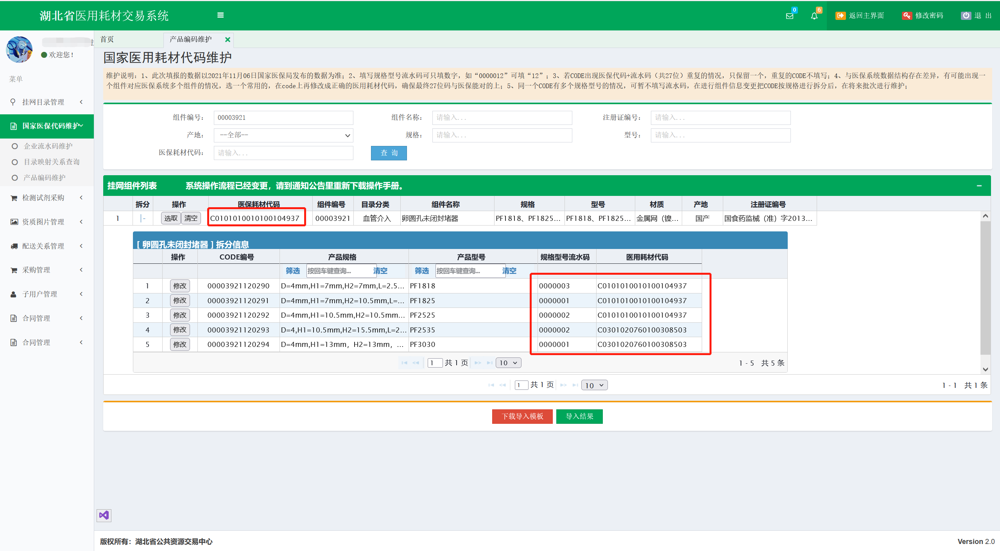 湖北省医用耗材交易系统
0
6
返回主界面
修改密码
退 出
欢迎您!
菜单
挂网目录管理
国家医保代码维护
企业流水码维护
目录映射关系查询
产品编码维护
检测试剂采购
资质图片管理
配送关系管理
采购管理
子用户管理
合同管理
合同管理
首页
产品编码维护
国家医用耗材代码维护
维护说明：1、此次填报的数据以2021年11月06日国家医保局发布的数据为准；2、填写规格型号流水码可只填数字，如“0000012”可填“12”；3、若CODE出现医保代码+流水码（共27位）重复的情况，只保留一个，重复的CODE不填写；4、与医保系统数据结构存在差异，有可能出现一
个组件对应医保系统多个组件的情况，选一个常用的，在code上再修改成正确的医用耗材代码，确保最终27位码与医保能对的上；5、同一个CODE有多个规格型号的情况，可暂不填写流水码，在进行组件信息变更把CODE按规格进行拆分后，在将来批次进行维护；
组件编号： 00003921 组件名称： 请输入... 注册证编号： 请输入...
产地： --全部-- 规格： 请输入... 型号： 请输入...
医保耗材代码： 请输入... 查 询
挂网组件列表 系统操作流程已经变更，请到通知公告里重新下载操作手册。
拆分 操作 医保耗材代码 组件编号 目录分类 组件名称 规格 型号 材质 产地 注册证编号
1 |- 选取 清空 C0101010010100104937 00003921 血管介入 卵圆孔未闭封堵器 PF1818、PF1825... PF1818、PF1825... 金属网（镍... 国产 国食药监械（准）字2013...
[ 卵圆孔未闭封堵器 ] 拆分信息
操作 CODE编号 产品规格 产品型号 规格型号流水码 医用耗材代码
筛选 按回车键查询... 清空 筛选 按回车键查询... 清空
1 修改 00003921120290 D=4mm,H1=7mm,H2=7mm,L=2.5... PF1818 0000003 C0101010010100104937
2 修改 00003921120291 D=4mm,H1=7mm,H2=10.5mm,L=... PF1825 0000001 C0101010010100104937
3 修改 00003921120292 D=4mm,H1=10.5mm,H2=10.5mm... PF2525 0000002 C0101010010100104937
4 修改 00003921120293 D=4,H1=10.5mm,H2=15.5mm,L=2... PF2535 0000002 C0301020760100308503
5 修改 00003921120294 D=4mm,H1=13mm，H2=13mm，... PF3030 0000001 C0301020760100308503
1 共 1 页 10 1 - 5 共 5 条
1 共 1 页 10 1 - 1 共 1 条
下载导入模板 导入结果
版权所有：湖北省公共资源交易中心
Version 2.0